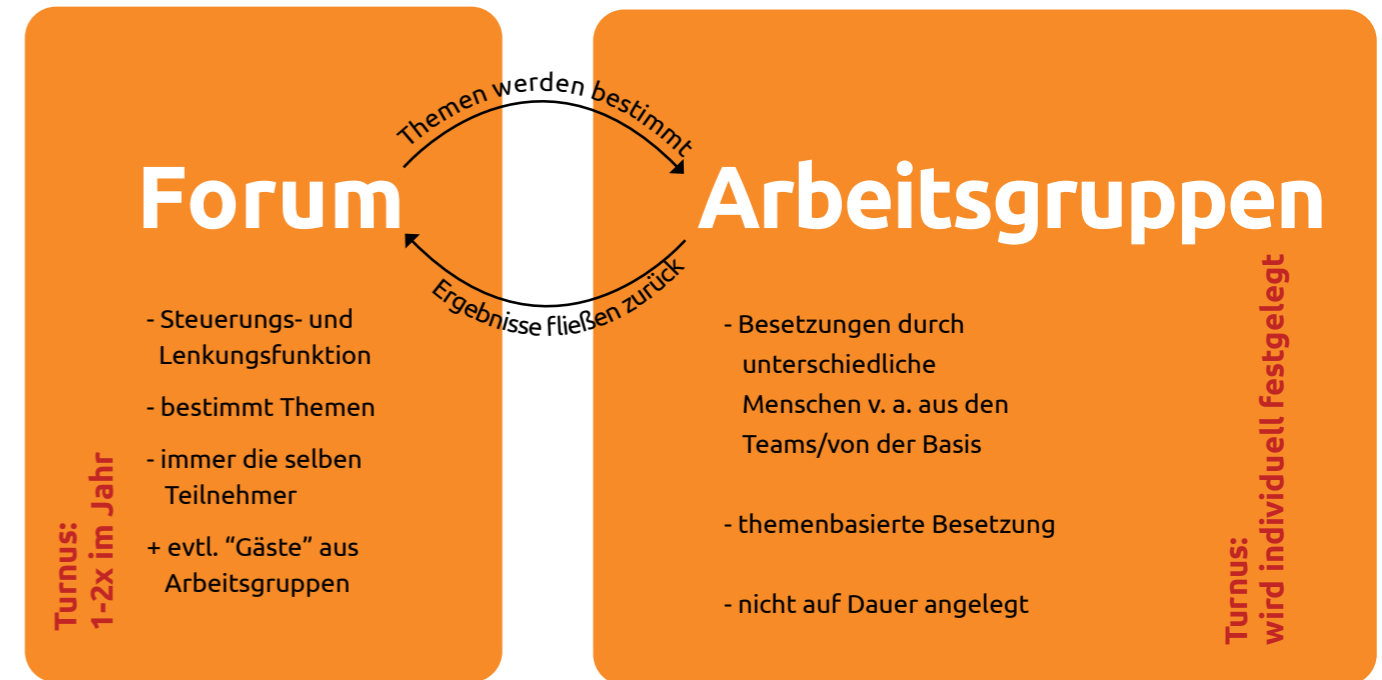 Themen werden bestimmt
Forum
Ergebnisse fließen zurück
- Steuerungs- und
Lenkungsfunktion
- bestimmt Themen
- immer die selben
Teilnehmer
+ evtl. “Gäste” aus
Arbeitsgruppen
Turnus:
1-2x im Jahr
Arbeitsgruppen
- Besetzungen durch
unterschiedliche
Menschen v. a. aus den
Teams/von der Basis
- themenbasierte Besetzung
- nicht auf Dauer angelegt
Turnus:
wird individuell festgelegt